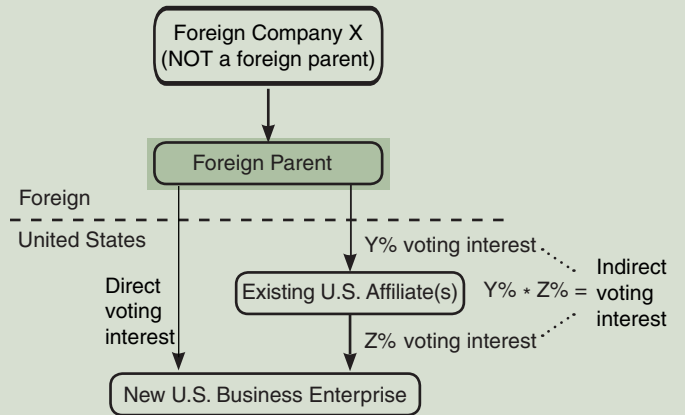 Foreign Company X
(NOT a foreign parent)
Foreign Parent
Foreign
United States
Y% voting interest
Direct
voting
interest
Existing U.S. Affiliate(s)
Y% * Z% =
Indirect
voting
interest
Z% voting interest
New U.S. Business Enterprise